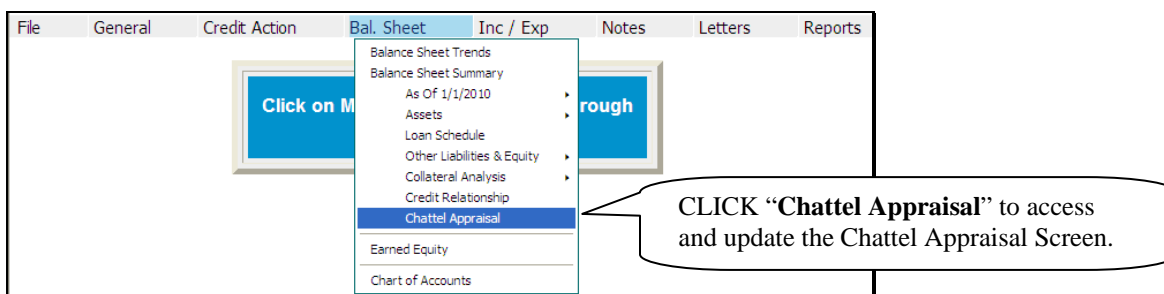 File General Credit Action Bal. Sheet Inc / Exp Notes Letters Reports
Balance Sheet Trends
Balance Sheet Summary
As Of 1/1/2010
Assets
Loan Schedule
Other Liabilities & Equity
Collateral Analysis
Credit Relationship
Chattel Appraisal
Earned Equity
Chart of Accounts
Click on M rough
CLICK “Chattel Appraisal” to access
and update the Chattel Appraisal Screen.